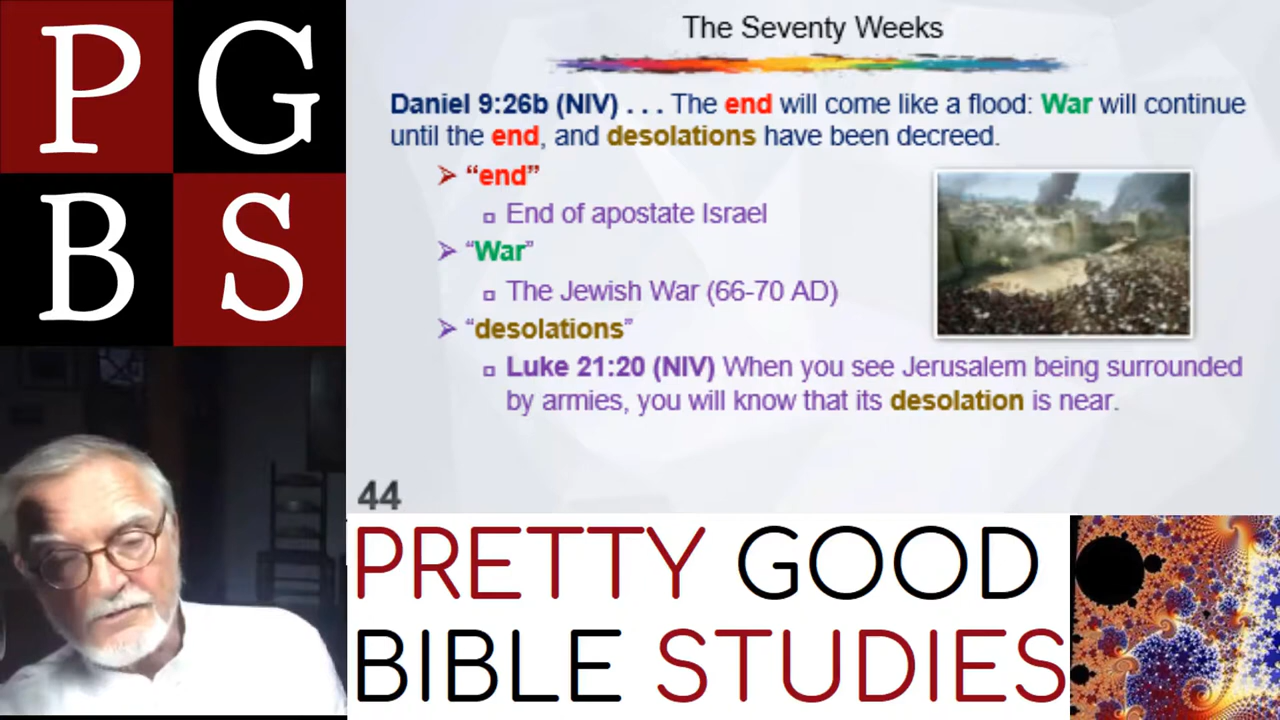 P G
B S
The Seventy Weeks
Daniel 9:26b (NIV) . . . The end will come like a flood: War will continue
until the end, and desolations have been decreed.
➢ “end”
▫ End of apostate Israel
➢ “War”
▫ The Jewish War (66-70 AD)
➢ “desolations”
▫ Luke 21:20 (NIV) When you see Jerusalem being surrounded
by armies, you will know that its desolation is near.
44
PRETTY GOOD
BIBLE STUDIES